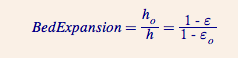 BedExpansion = h_o / h = (1 - ε) / (1 - ε_o)